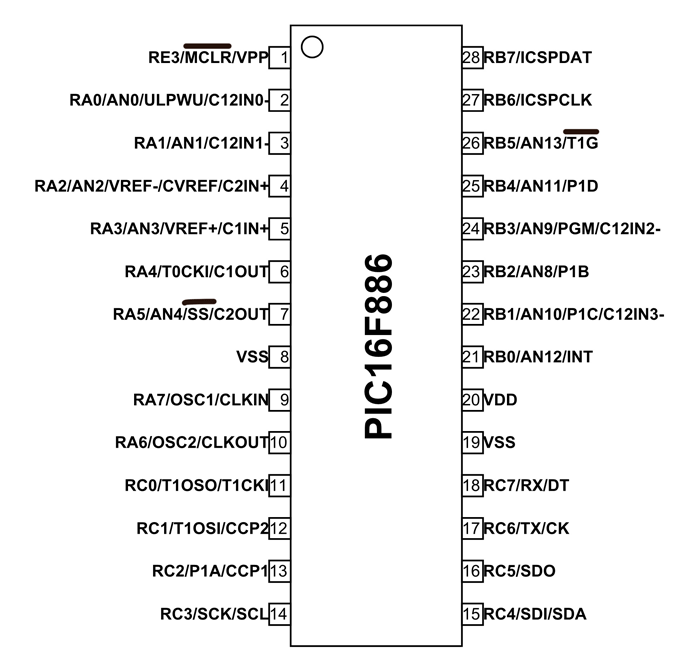 RE3/MCLR/VPP 1
RA0/AN0/ULPWU/C12IN0- 2
RA1/AN1/C12IN1- 3
RA2/AN2/VREF-/CVREF/C2IN+ 4
RA3/AN3/VREF+/C1IN+ 5
RA4/T0CKI/C1OUT 6
RA5/AN4/SS/C2OUT 7
VSS 8
RA7/OSC1/CLKIN 9
RA6/OSC2/CLKOUT 10
RC0/T1OSO/T1CKI 11
RC1/T1OSI/CCP2 12
RC2/P1A/CCP1 13
RC3/SCK/SCL 14
PIC16F886
28 RB7/ICSPDAT
27 RB6/ICSPCLK
26 RB5/AN13/T1G
25 RB4/AN11/P1D
24 RB3/AN9/PGM/C12IN2-
23 RB2/AN8/P1B
22 RB1/AN10/P1C/C12IN3-
21 RB0/AN12/INT
20 VDD
19 VSS
18 RC7/RX/DT
17 RC6/TX/CK
16 RC5/SDO
15 RC4/SDI/SDA